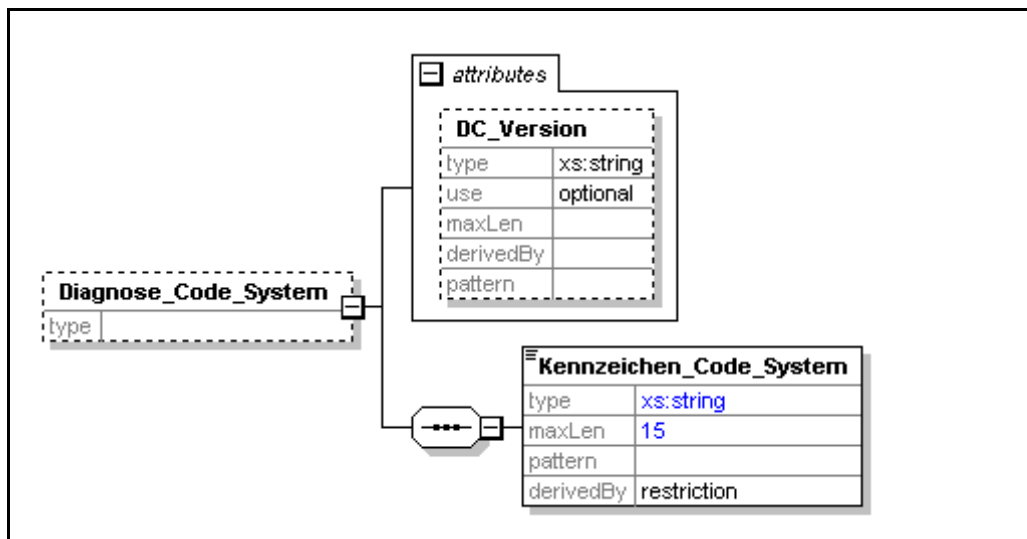 attributes
DC_Version
type xs:string
use optional
maxLen
derivedBy
pattern
Diagnose_Code_System
type
Kennzeichen_Code_System
type xs:string
maxLen 15
pattern
derivedBy restriction